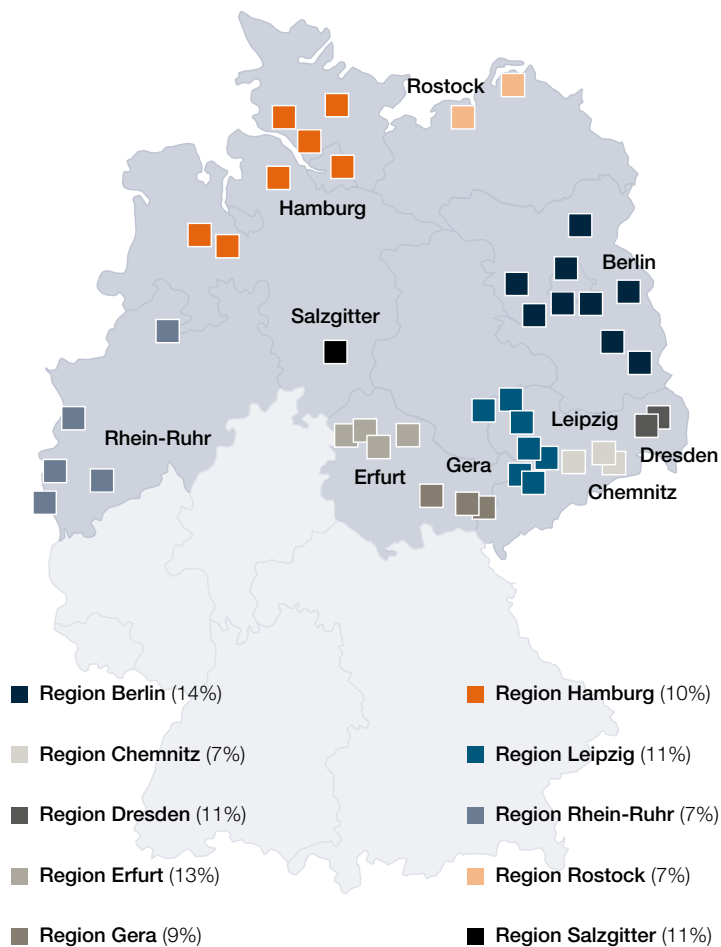 Rostock
Hamburg
Berlin
Salzgitter
Rhein-Ruhr
Leipzig
Erfurt
Gera
Dresden
Chemnitz
Region Berlin (14%)
Region Hamburg (10%)
Region Chemnitz (7%)
Region Leipzig (11%)
Region Dresden (11%)
Region Rhein-Ruhr (7%)
Region Erfurt (13%)
Region Rostock (7%)
Region Gera (9%)
Region Salzgitter (11%)